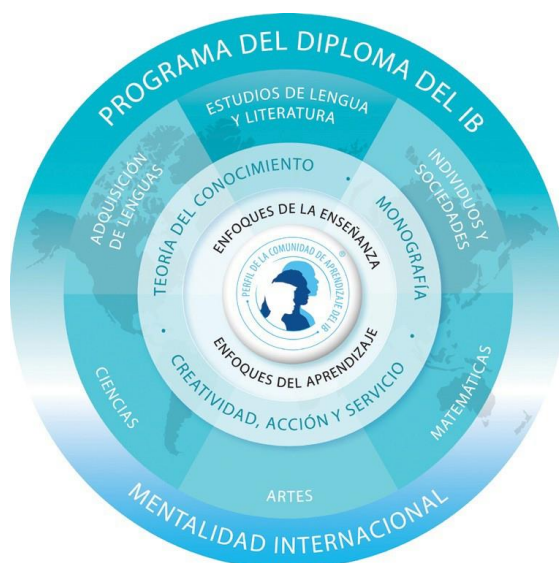 PROGRAMA DEL DIPLOMA DEL IB
ESTUDIOS DE LENGUA
Y LITERATURA
ADQUISICIÓN
DE LENGUAS
INDIVIDUOS Y
SOCIEDADES
TEORÍA DEL CONOCIMIENTO
•
MONOGRAFÍA
•
CREATIVIDAD, ACCIÓN Y SERVICIO
•
ENFOQUES DE LA ENSEÑANZA
• PERFIL DE LA COMUNIDAD DE APRENDIZAJE DEL IB
®
ENFOQUES DEL APRENDIZAJE
CIENCIAS
MATEMÁTICAS
ARTES
MENTALIDAD INTERNACIONAL